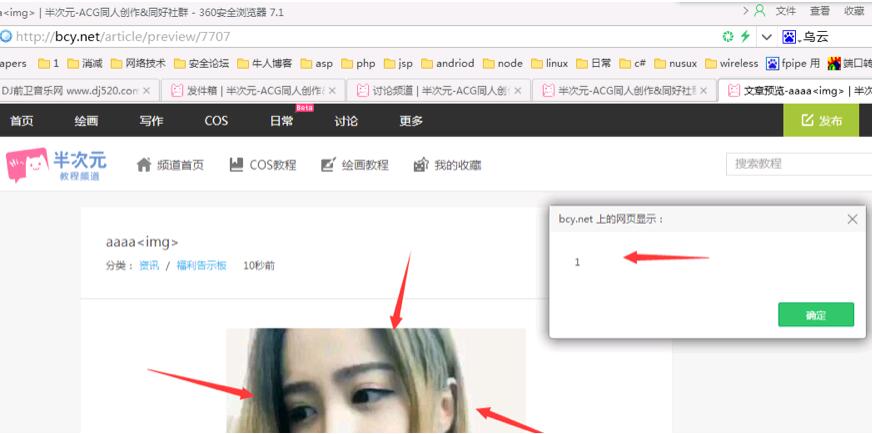 a<img> | 半次元-ACG同人创作&同好社群 - 360安全浏览器 7.1
文件 查看 收藏
http://bcy.net/article/preview/7707
乌云
apers 1 消减 网络技术 安全论坛 牛人博客 asp php jsp andriod node linux 日常 c# nusux wireless fpipe 用 端口转
DJ前卫音乐网 www.dj520.com 发件箱 | 半次元-ACG同人创作& 讨论频道 | 半次元-ACG同人创作 半次元-ACG同人创作&同好社群 文章预览-aaaa<img> | 半次
首页 绘画 写作 COS 日常 Beta 讨论 更多 发布
半次元
教程频道
频道首页 COS教程 绘画教程 我的收藏 搜索教程
bcy.net 上的网页显示：
1
确定
aaaa<img>
分类： 资讯 / 福利告示板 10秒前